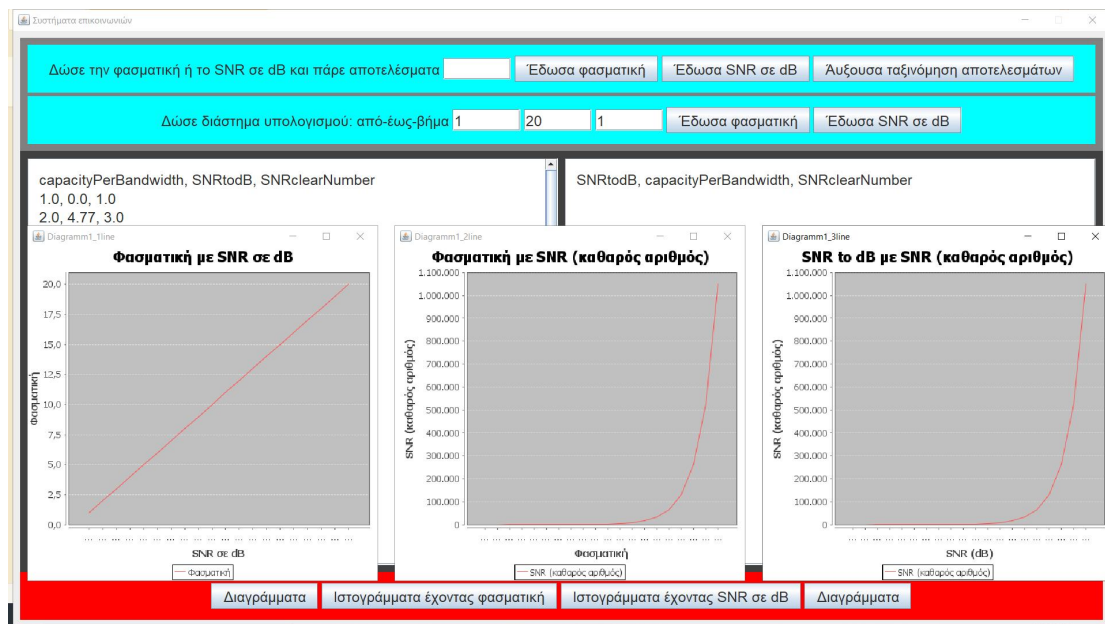 Συστήματα επικοινωνιών
Δώσε την φασματική ή το SNR σε dB και πάρε αποτελέσματα Έδωσα φασματική Έδωσα SNR σε dB Άυξουσα ταξινόμηση αποτελεσμάτων
Δώσε διάστημα υπολογισμού: από-έως-βήμα 1 20 1 Έδωσα φασματική Έδωσα SNR σε dB
capacityPerBandwidth, SNRtodB, SNRclearNumber
1.0, 0.0, 1.0
2.0, 4.77, 3.0
SNRtodB, capacityPerBandwidth, SNRclearNumber
Diagramm1_1line
Φασματική με SNR σε dB
Φασματική
20,0
17,5
15,0
12,5
10,0
7,5
5,0
2,5
0,0
... ... ... ... ... ... ... ... ... ... ... ... ... ... ... ... ... ... ... ...
SNR σε dB
Φασματική
Diagramm1_2line
Φασματική με SNR (καθαρός αριθμός)
SNR (καθαρός αριθμός)
1.100.000
1.000.000
900.000
800.000
700.000
600.000
500.000
400.000
300.000
200.000
100.000
0
... ... ... ... ... ... ... ... ... ... ... ... ... ... ... ... ... ... ... ...
Φασματική
SNR (καθαρός αριθμός)
Diagramm1_3line
SNR to dB με SNR (καθαρός αριθμός)
SNR (καθαρός αριθμός)
1.100.000
1.000.000
900.000
800.000
700.000
600.000
500.000
400.000
300.000
200.000
100.000
0
... ... ... ... ... ... ... ... ... ... ... ... ... ... ... ... ... ... ... ...
SNR (dB)
SNR (καθαρός αριθμός)
Διαγράμματα Ιστογράμματα έχοντας φασματική Ιστογράμματα έχοντας SNR σε dB Διαγράμματα